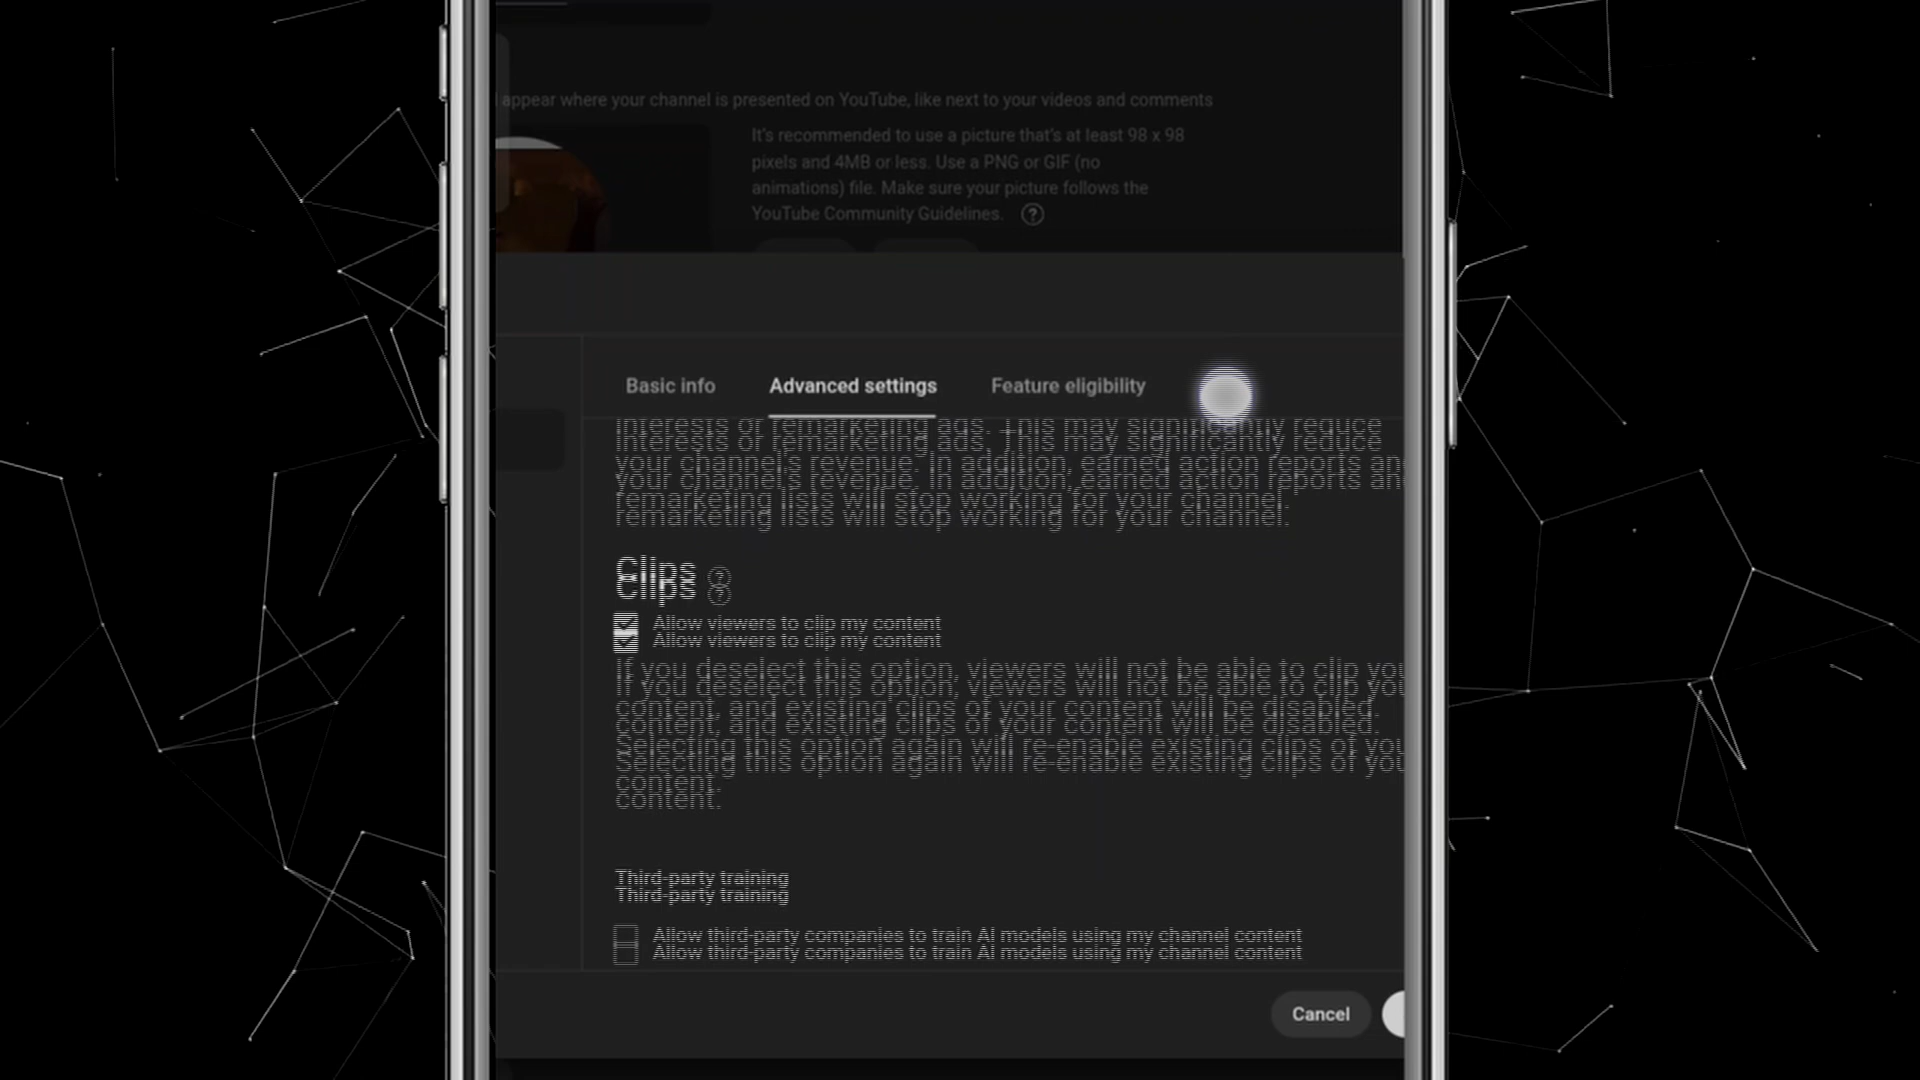 appear where your channel is presented on YouTube, like next to your videos and comments
It's recommended to use a picture that's at least 98 x 98
pixels and 4MB or less. Use a PNG or GIF (no
animations) file. Make sure your picture follows the
YouTube Community Guidelines. ?
Basic info Advanced settings Feature eligibility
interests or remarketing ads. This may significantly reduce
your channel's revenue. In addition, earned action reports an
remarketing lists will stop working for your channel.
Clips ?
Allow viewers to clip my content
If you deselect this option, viewers will not be able to clip you
content, and existing clips of your content will be disabled.
Selecting this option again will re-enable existing clips of you
content.
Third-party training
Allow third-party companies to train AI models using my channel content
Cancel